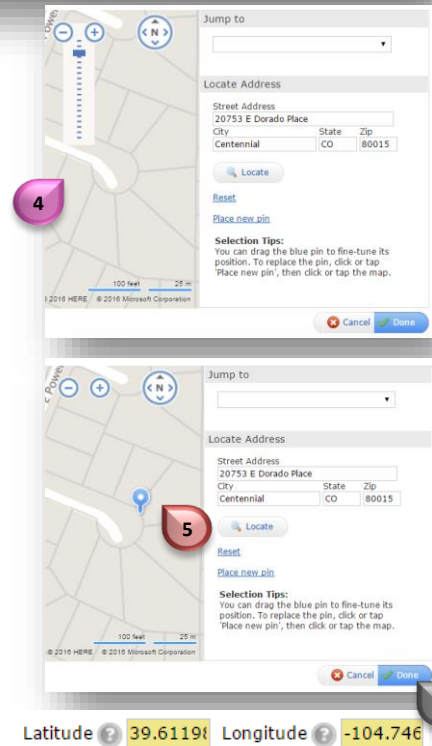 Jump to
Locate Address
Street Address
20753 E Dorado Place
City State Zip
Centennial CO 80015
Locate
4
Reset
Place new pin
Selection Tips:
You can drag the blue pin to fine-tune its
position. To replace the pin, click or tap
'Place new pin', then click or tap the map.
100 feet 25 m
2016 HERE © 2016 Microsoft Corporation
Cancel Done
N
E Power
Jump to
N
Locate Address
Street Address
20753 E Dorado Place
City State Zip
Centennial CO 80015
5
Locate
Reset
Place new pin
Selection Tips:
You can drag the blue pin to fine-tune its
position. To replace the pin, click or tap
'Place new pin', then click or tap the map.
100 feet 25 m
© 2016 HERE © 2016 Microsoft Corporation
Cancel Done
Latitude ? 39.61198 Longitude ? -104.746